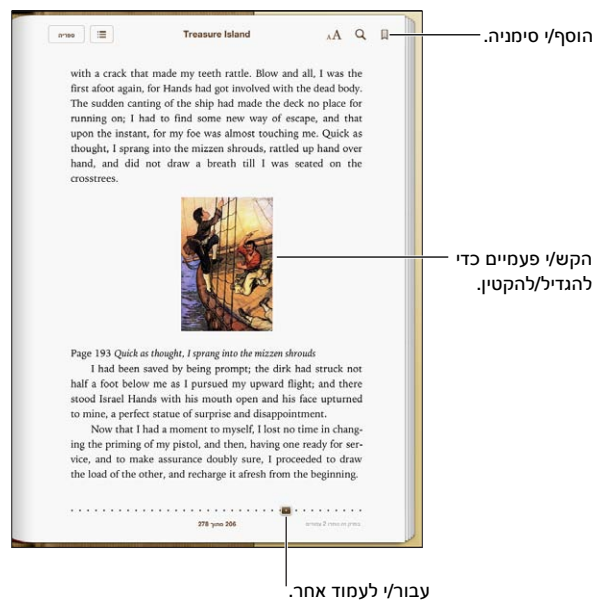 ספריה
Treasure Island
AA
הוסף/י סימניה.
with a crack that made my teeth rattle. Blow and all, I was the
first afoot again, for Hands had got involved with the dead body.
The sudden canting of the ship had made the deck no place for
running on; I had to find some new way of escape, and that
upon the instant, for my foe was almost touching me. Quick as
thought, I sprang into the mizzen shrouds, rattled up hand over
hand, and did not draw a breath till I was seated on the
crosstrees.
הקש/י פעמיים כדי
להגדיל/להקטין.
Page 193 Quick as thought, I sprang into the mizzen shrouds
I had been saved by being prompt; the dirk had struck not
half a foot below me as I pursued my upward flight; and there
stood Israel Hands with his mouth open and his face upturned
to mine, a perfect statue of surprise and disappointment.
Now that I had a moment to myself, I lost no time in chang-
ing the priming of my pistol, and then, having one ready for ser-
vice, and to make assurance doubly sure, I proceeded to draw
the load of the other, and recharge it afresh from the beginning.
206 מתוך 278
בפרק זה נותרו 2 עמודים
עבור/י לעמוד אחר.